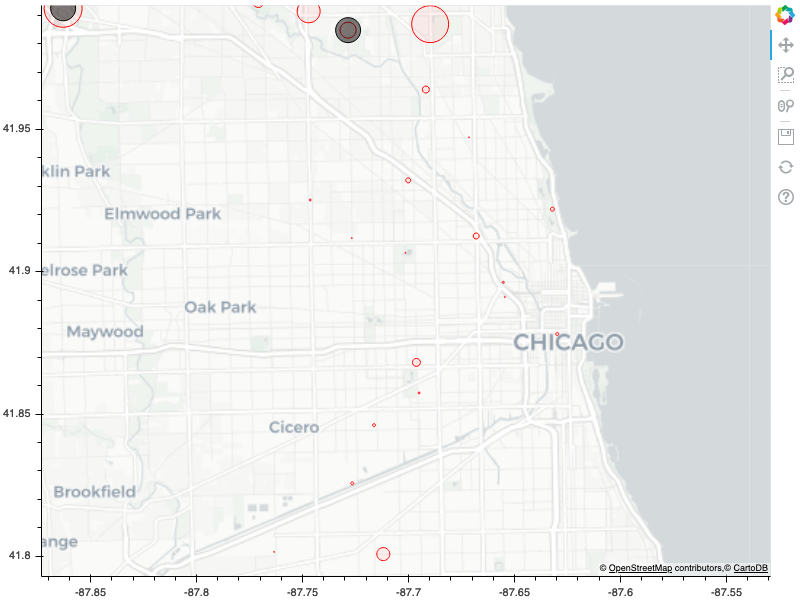 41.95
klin Park
Elmwood Park
41.9
elrose Park
Oak Park
Maywood
CHICAGO
41.85
Cicero
Brookfield
ange
41.8
© OpenStreetMap contributors,© CartoDB
-87.85
-87.8
-87.75
-87.7
-87.65
-87.6
-87.55